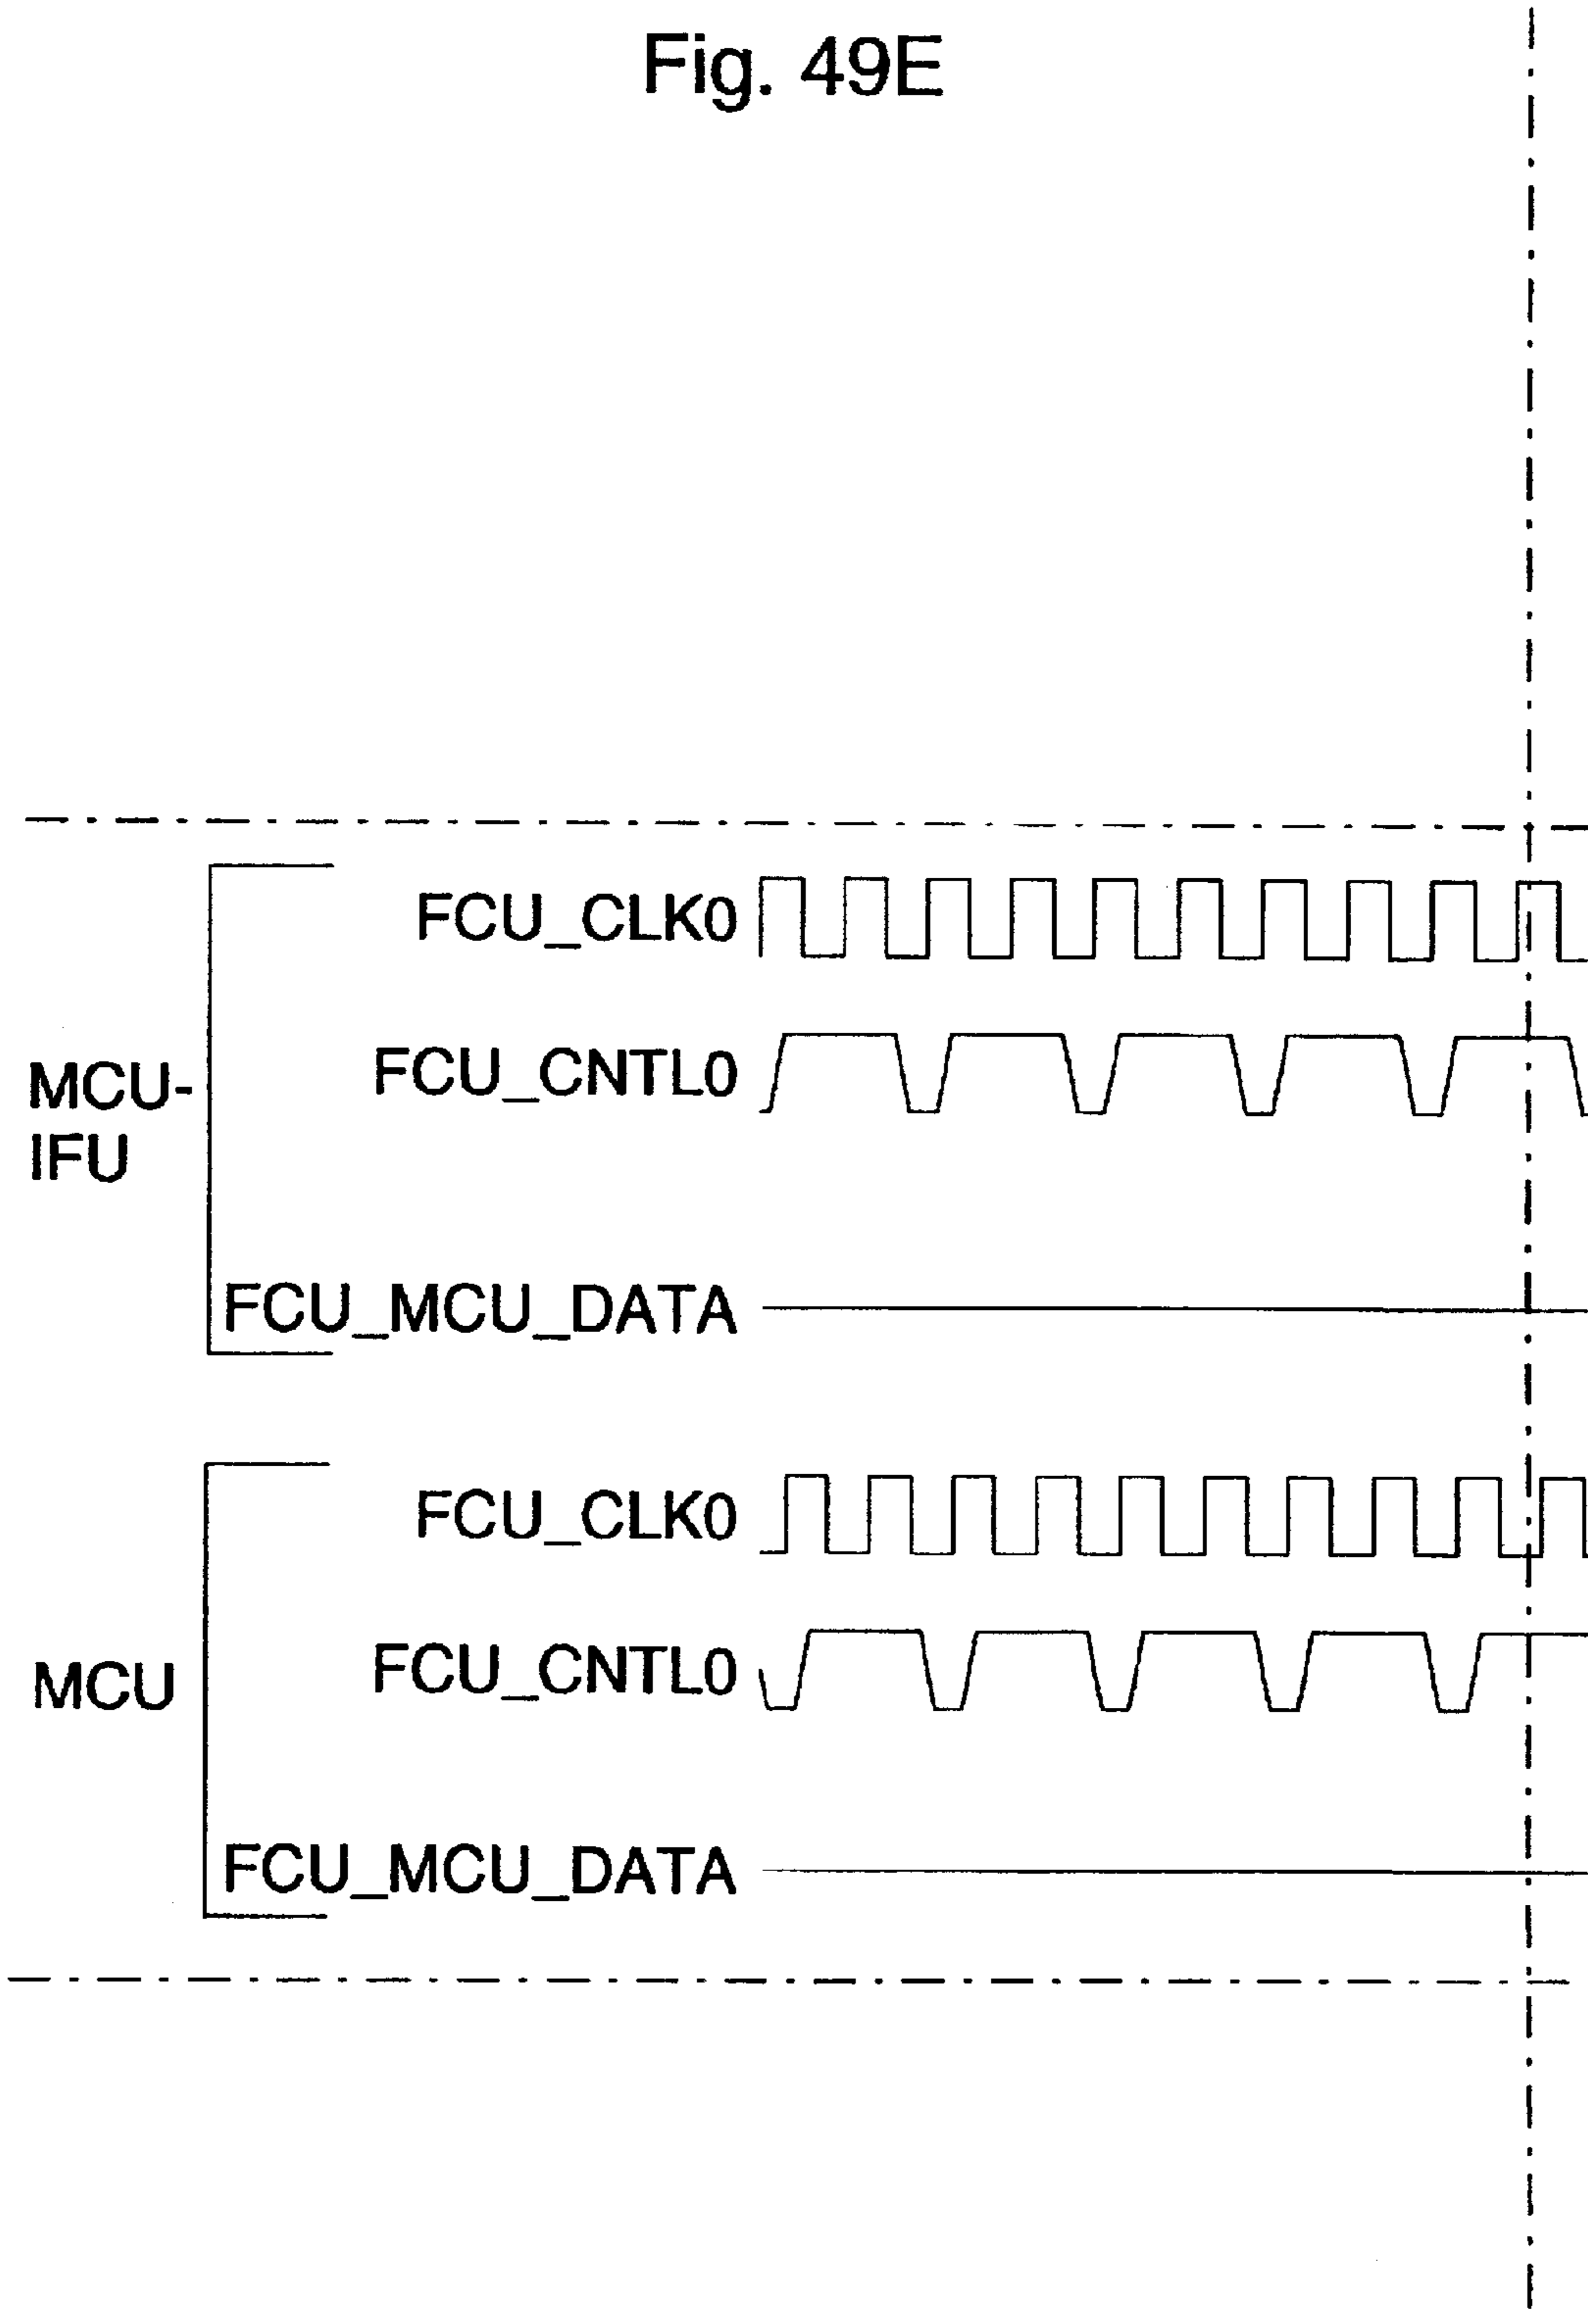 Fig. 49E
MCU-
IFU
FCU_CLK0
FCU_CNTL0
FCU_MCU_DATA
MCU
FCU_CLK0
FCU_CNTL0
FCU_MCU_DATA